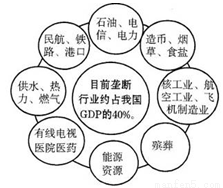 石油、电
信、电力
造币、烟
草、食盐
核工业、航
空工业、飞
机制造业
殡葬
能源
资源
有线电视
医院医药
供水、热
力、燃气
民航、铁
路、港口
目前垄断
行业约占我国
GDP的40%。